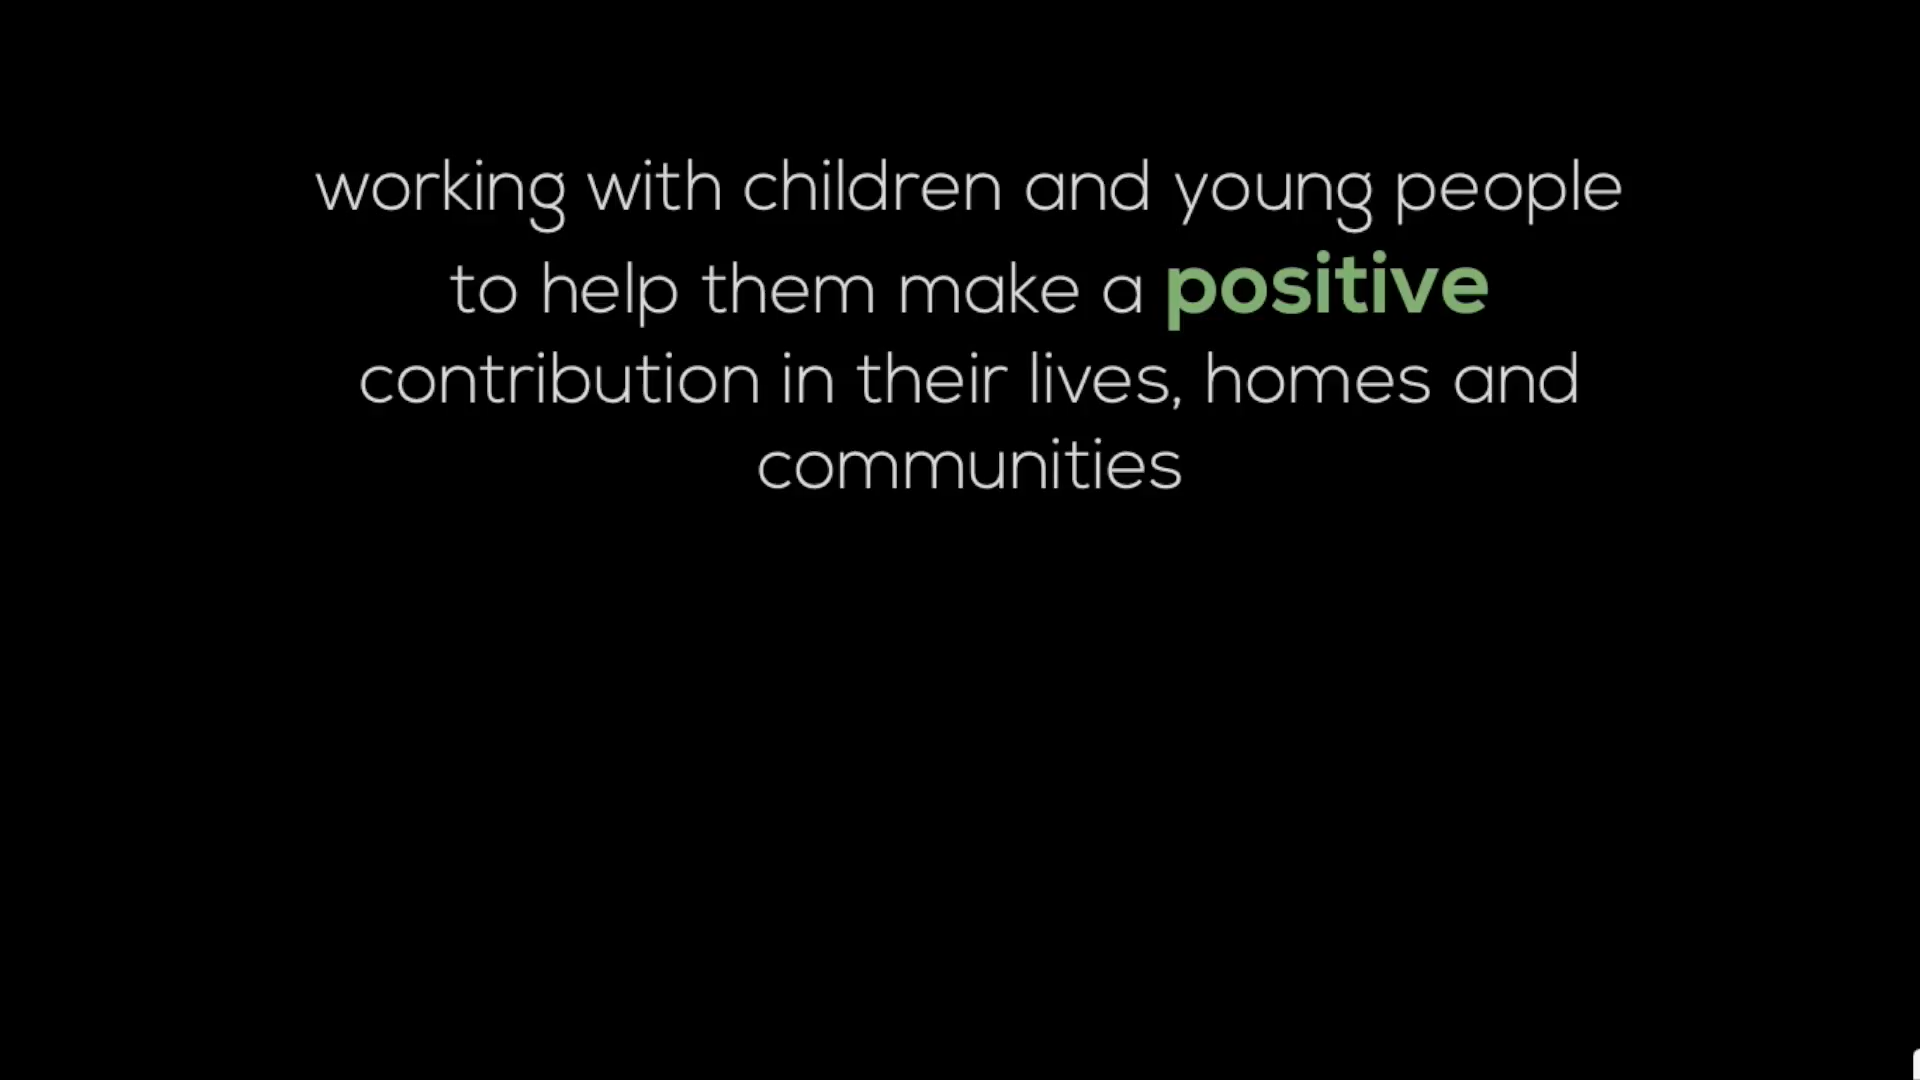 working with children and young people
to help them make a positive
contribution in their lives, homes and
communities